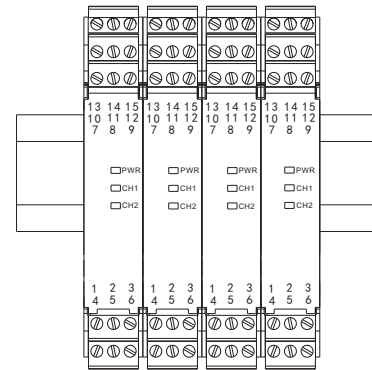 13 14 15 13 14 15 13 14 15 13 14 15
10 11 12 10 11 12 10 11 12 10 11 12
7 8 9 7 8 9 7 8 9 7 8 9
PWR PWR PWR PWR
CH1 CH1 CH1 CH1
CH2 CH2 CH2 CH2
1 2 3 1 2 3 1 2 3 1 2 3
4 5 6 4 5 6 4 5 6 4 5 6